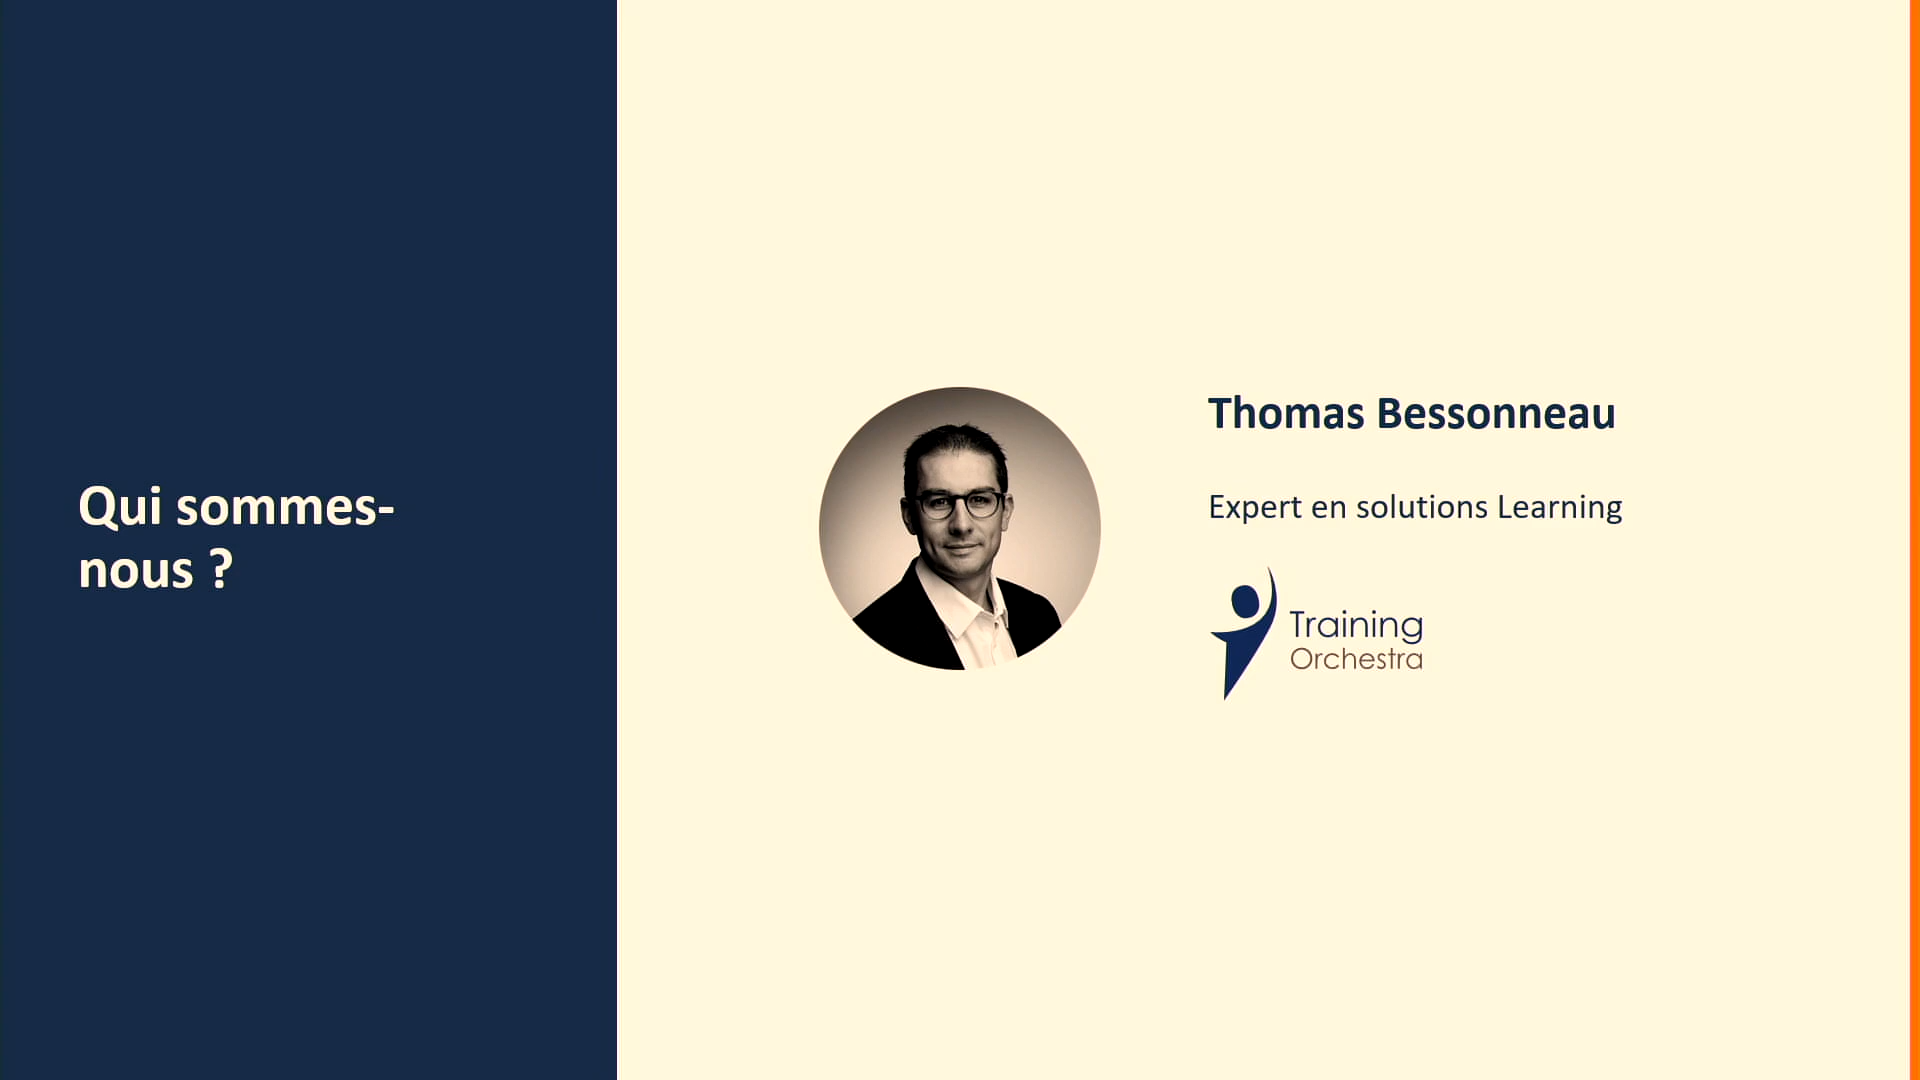 Qui sommes-
nous ?
Thomas Bessonneau
Expert en solutions Learning
Training
Orchestra